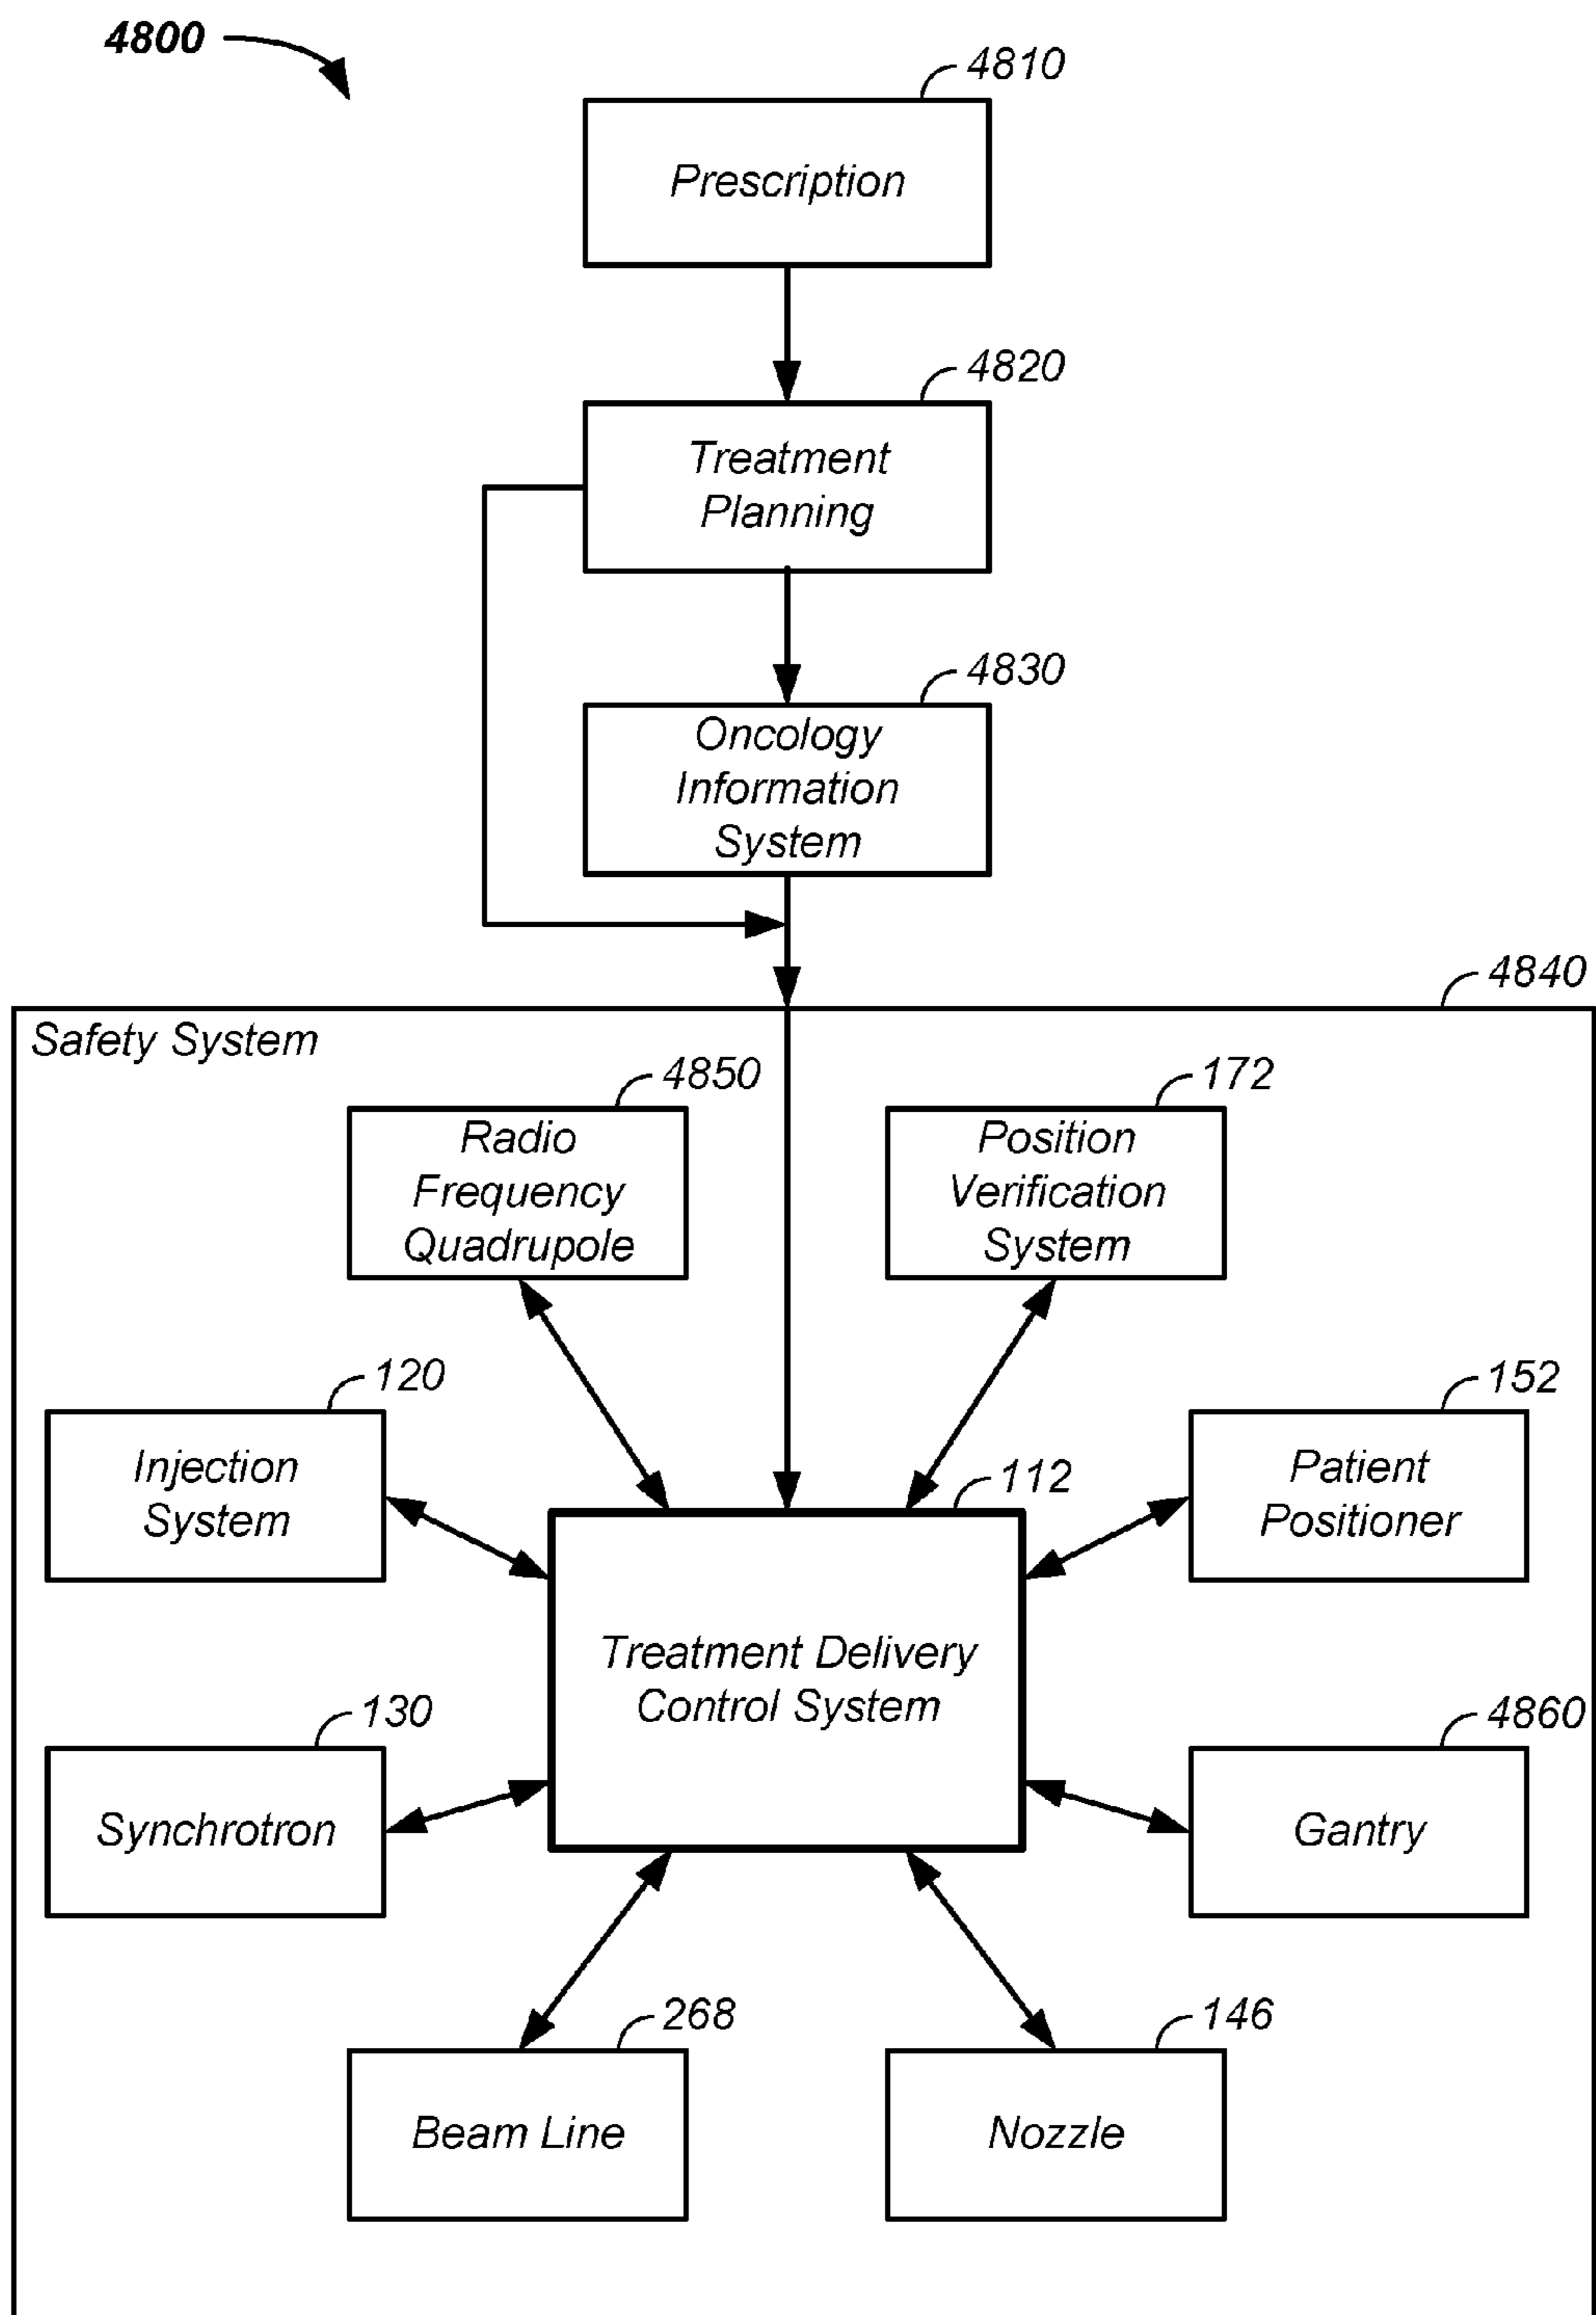 4800
4810
Prescription
4820
Treatment
Planning
4830
Oncology
Information
System
4840
Safety System
4850
Radio
Frequency
Quadrupole
172
Position
Verification
System
120
Injection
System
152
Patient
Positioner
112
Treatment Delivery
Control System
130
Synchrotron
4860
Gantry
268
Beam Line
146
Nozzle